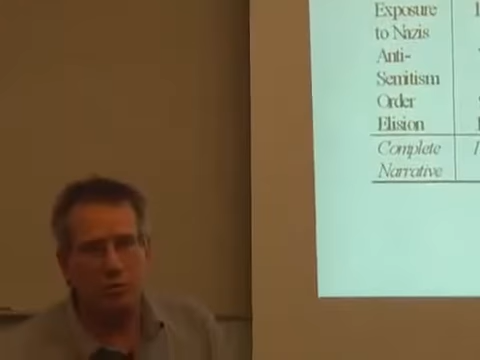 Exposure
to Nazis
Anti-
Semitism
Order
Elision
Complete
Narrative